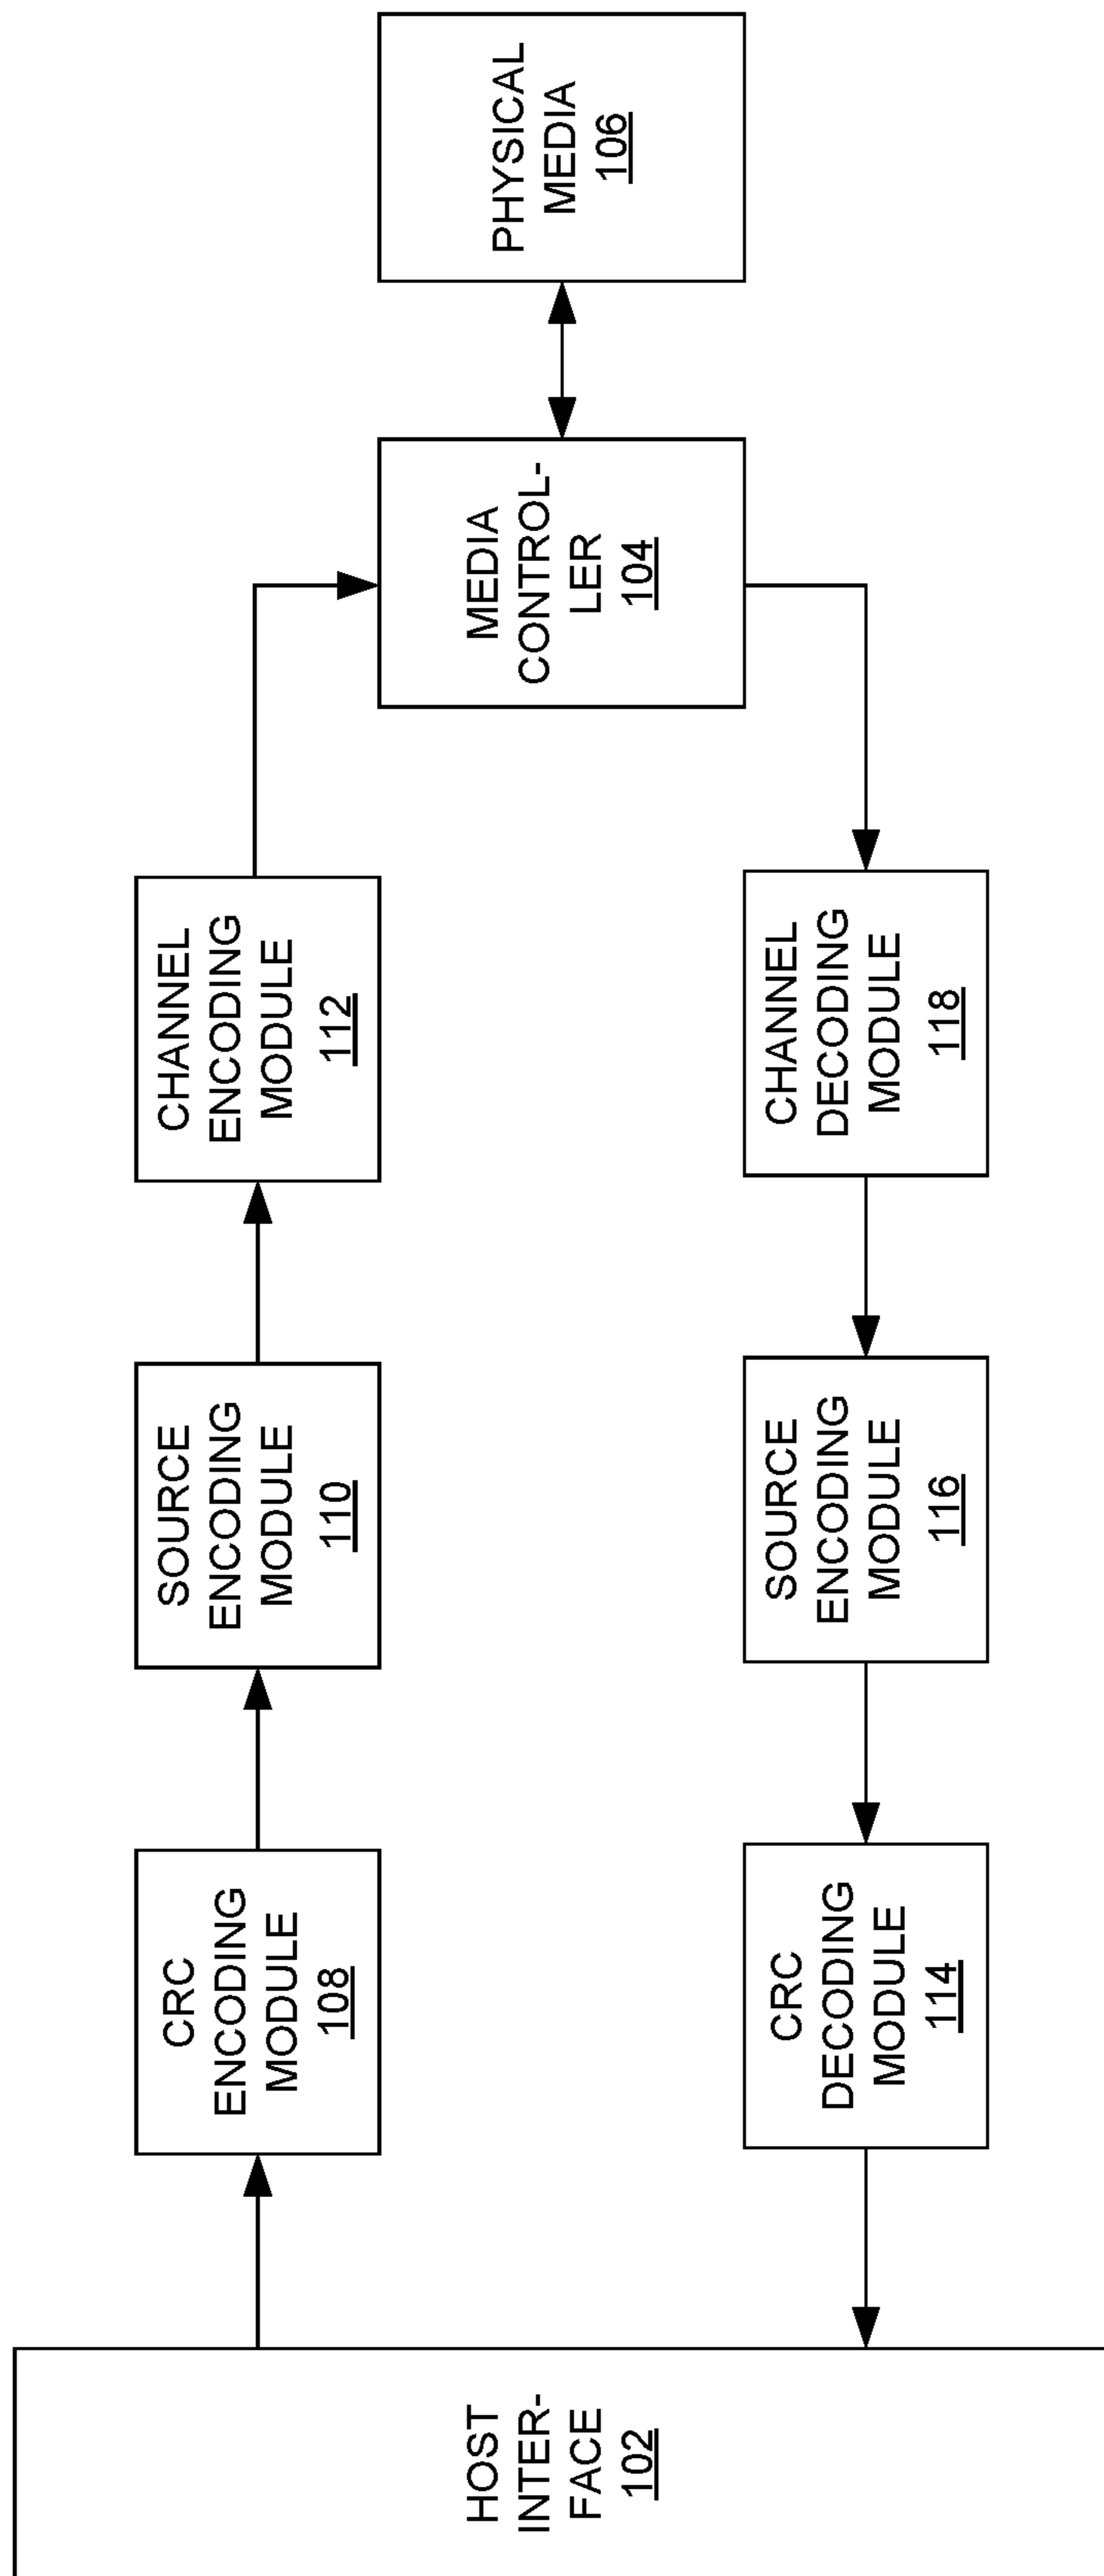 HOST
INTER-
FACE
102
CRC
ENCODING
MODULE
108
SOURCE
ENCODING
MODULE
110
CHANNEL
ENCODING
MODULE
112
MEDIA
CONTROL-
LER
104
PHYSICAL
MEDIA
106
CRC
DECODING
MODULE
114
SOURCE
ENCODING
MODULE
116
CHANNEL
DECODING
MODULE
118